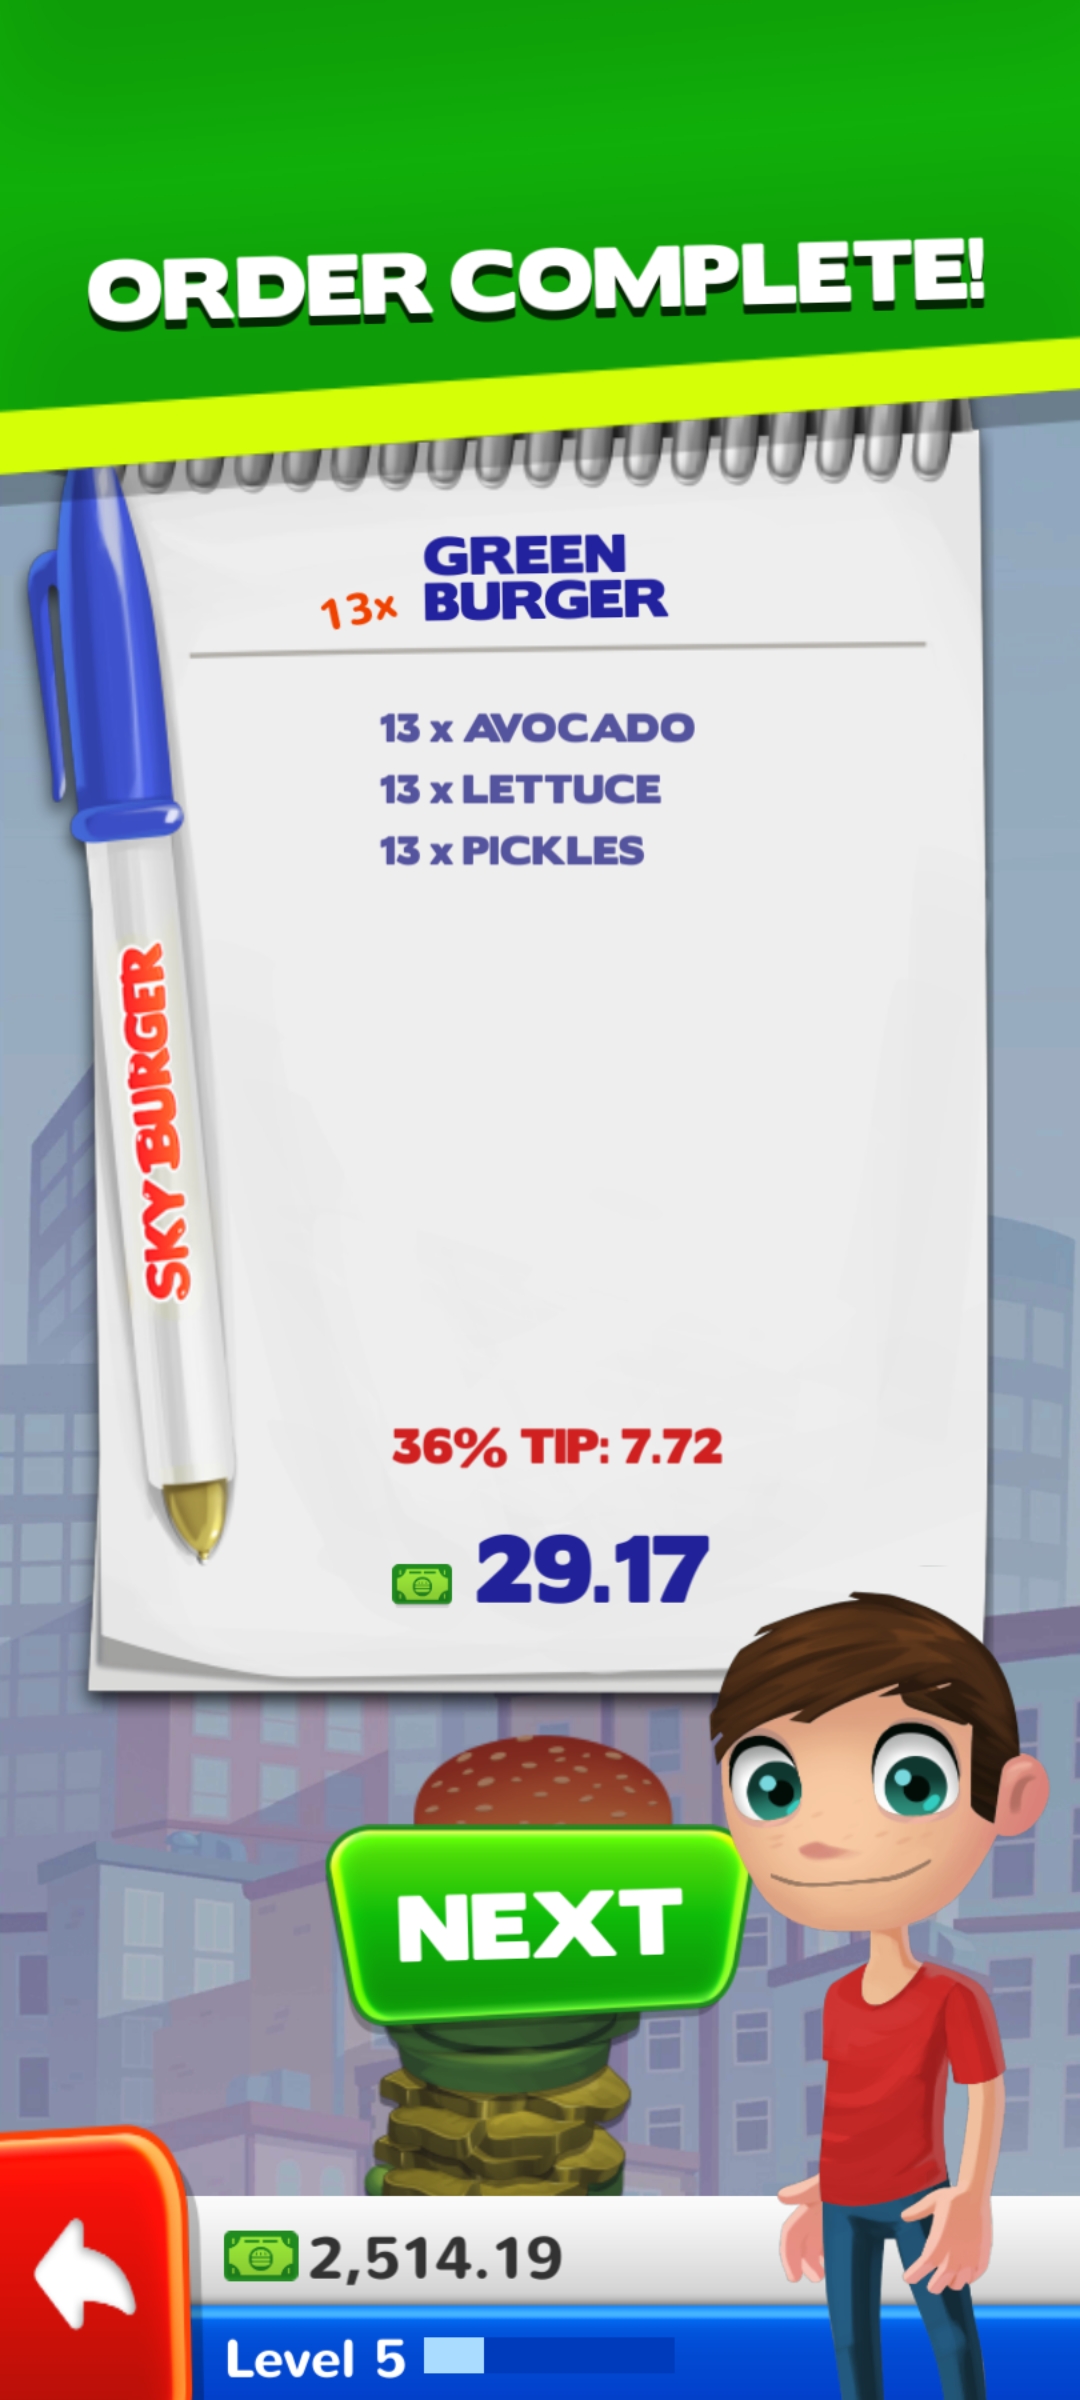 ORDER COMPLETE!
GREEN
13x BURGER
13 x AVOCADO
13 x LETTUCE
13 x PICKLES
SKY BURGER
36% TIP: 7.72
29.17
NEXT
2,514.19
Level 5